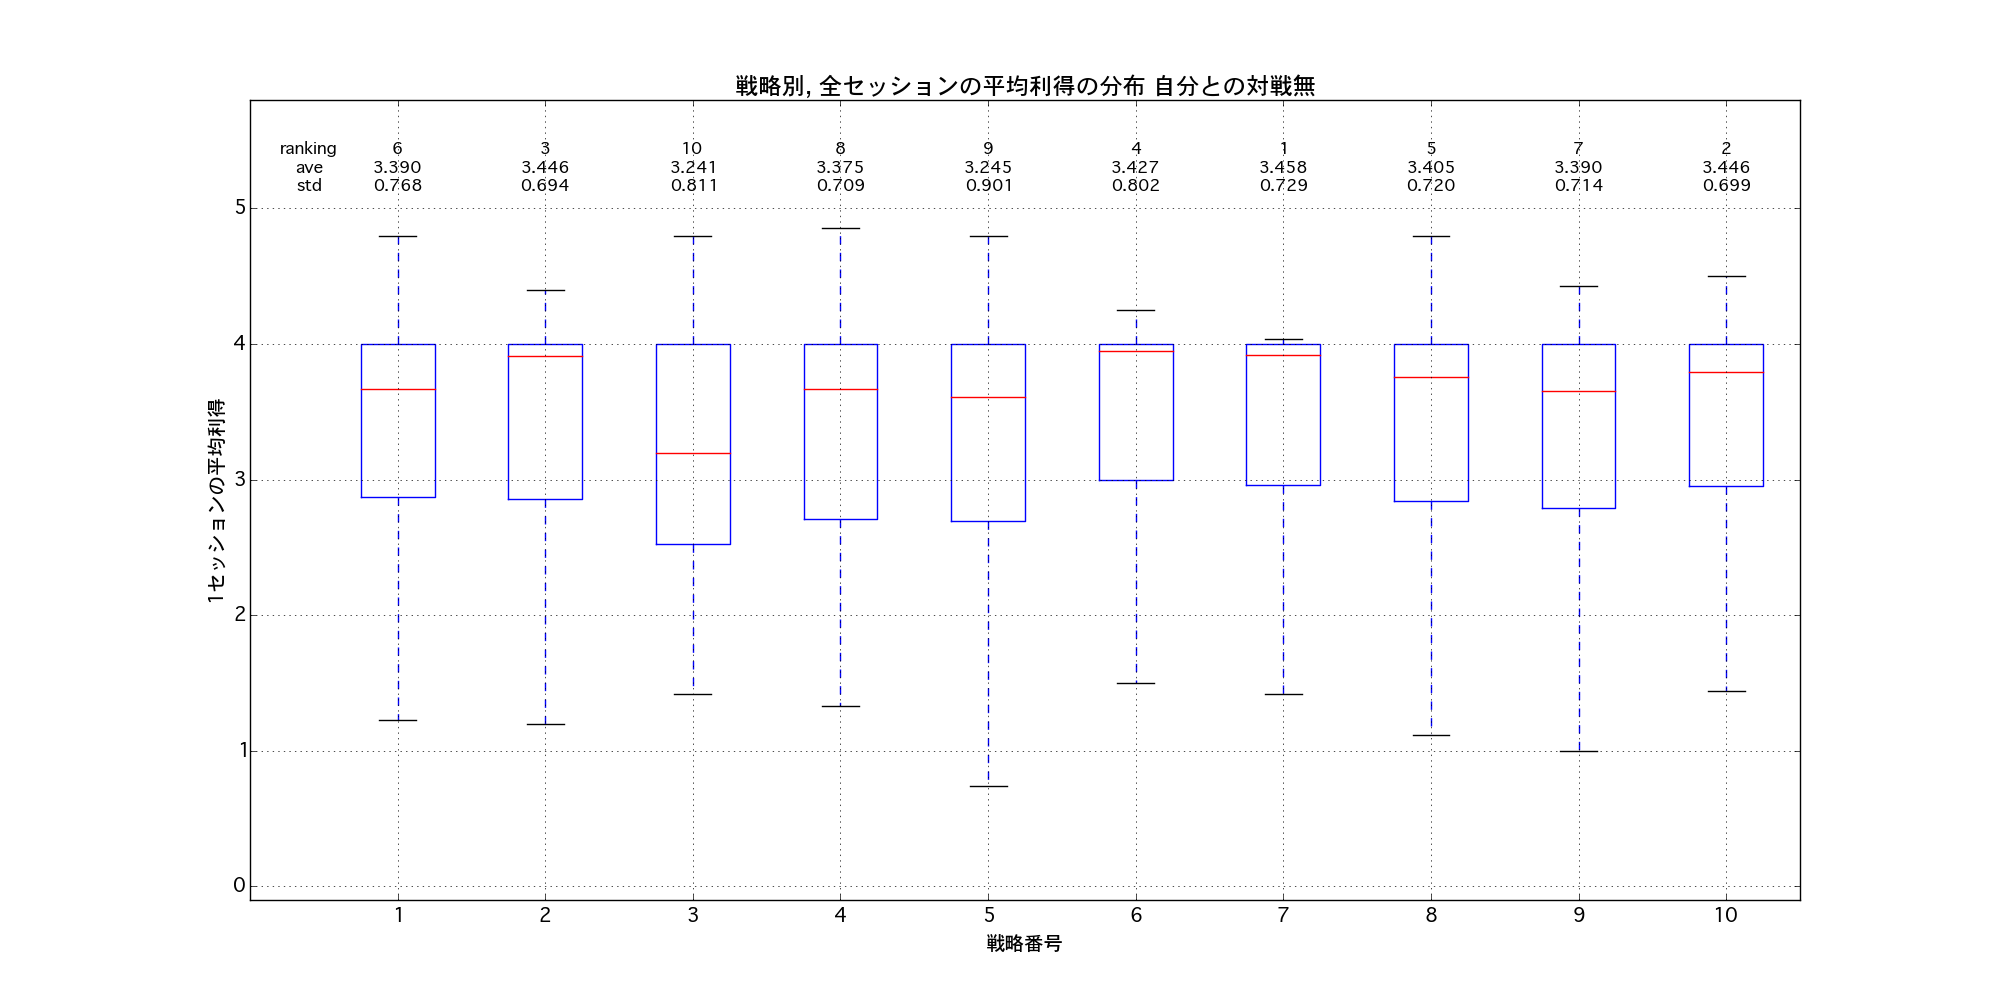 戦略別, 全セッションの平均利得の分布 自分との対戦無
ranking 6 3 10 8 9 4 1 5 7 2
ave 3.390 3.446 3.241 3.375 3.245 3.427 3.458 3.405 3.390 3.446
std 0.768 0.694 0.811 0.709 0.901 0.802 0.729 0.720 0.714 0.699
5
4
3
2
1
0
1セッションの平均利得
1 2 3 4 5 6 7 8 9 10
戦略番号